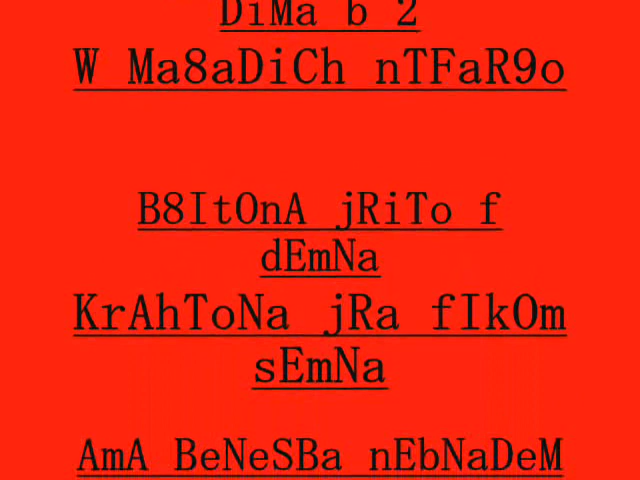 DiMa b 2
W Ma8aDiCh nTFaR9o
B8ItOnA jRiTo f
dEmNa
KrAhToNa jRa fIkOm
sEmNa
AmA BeNeSBa nEbNaDeM